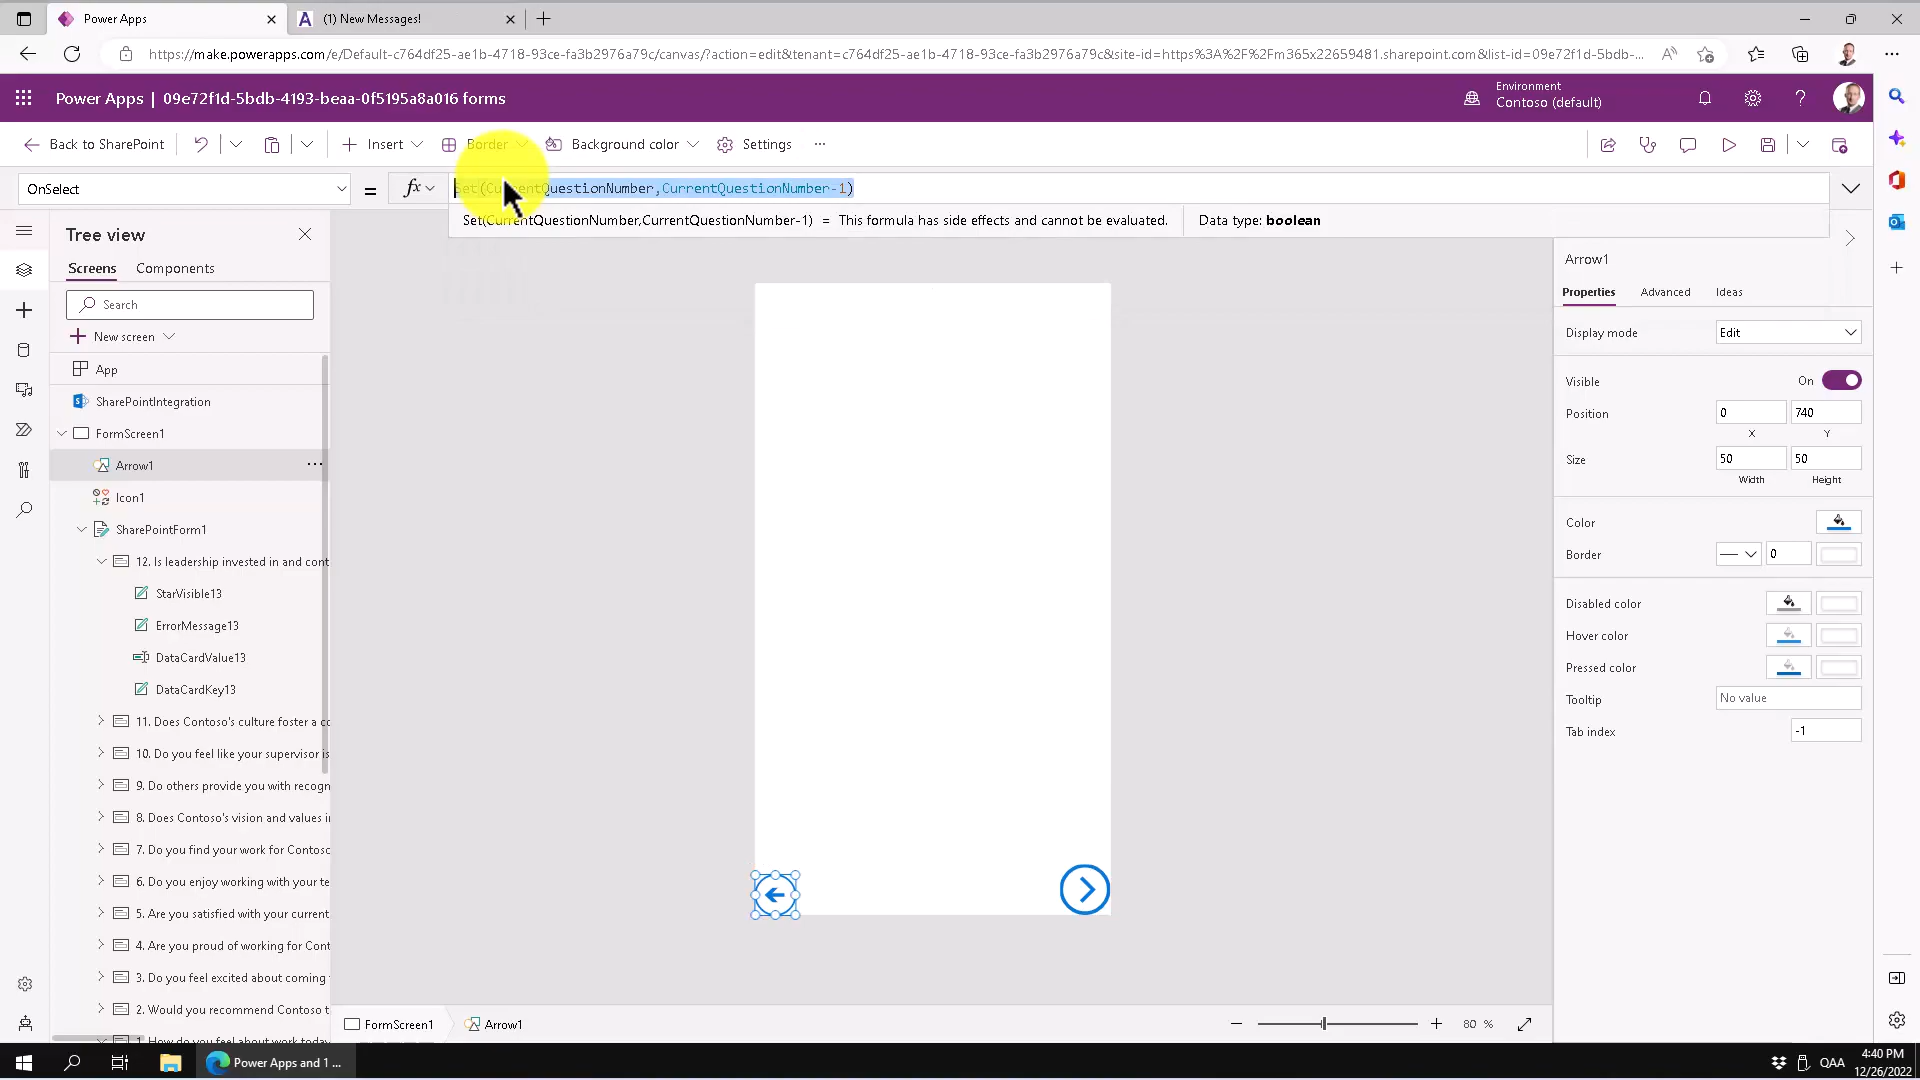 Power Apps
(1) New Messages!
https://make.powerapps.com/e/Default-c764df25-ae1b-4718-93ce-fa3b2976a79c/canvas/?action=edit&tenant=c764df25-ae1b-4718-93ce-fa3b2976a79c&site-id=https%3A%2F%2Fm365x22659481.sharepoint.com&list-id=09e72f1d-5bdb-4193-...
Power Apps | 09e72f1d-5bdb-4193-beaa-0f5195a8a016 forms
Environment
Contoso (default)
Back to SharePoint
Insert
Border
Background color
Settings
OnSelect
=
fx
Set(CurrentQuestionNumber,CurrentQuestionNumber-1)
Set(CurrentQuestionNumber,CurrentQuestionNumber-1) = This formula has side effects and cannot be evaluated.
Data type: boolean
Tree view
Screens
Components
Search
New screen
App
SharePointIntegration
FormScreen1
Arrow1
Icon1
SharePointForm1
12. Is leadership invested in and cont
StarVisible13
ErrorMessage13
DataCardValue13
DataCardKey13
11. Does Contoso's culture foster a co
10. Do you feel like your supervisor is
9. Do others provide you with recogn
8. Does Contoso's vision and values i
7. Do you find your work for Contoso
6. Do you enjoy working with your te
5. Are you satisfied with your current
4. Are you proud of working for Cont
3. Do you feel excited about coming
2. Would you recommend Contoso t
1. How do you feel about work today
Arrow1
Properties
Advanced
Ideas
Display mode
Edit
Visible
On
Position
0
740
X
Y
Size
50
50
Width
Height
Color
Border
0
Disabled color
Hover color
Pressed color
Tooltip
No value
Tab index
-1
FormScreen1
Arrow1
80 %
Power Apps and 1 ...
QAA
4:40 PM
12/26/2022